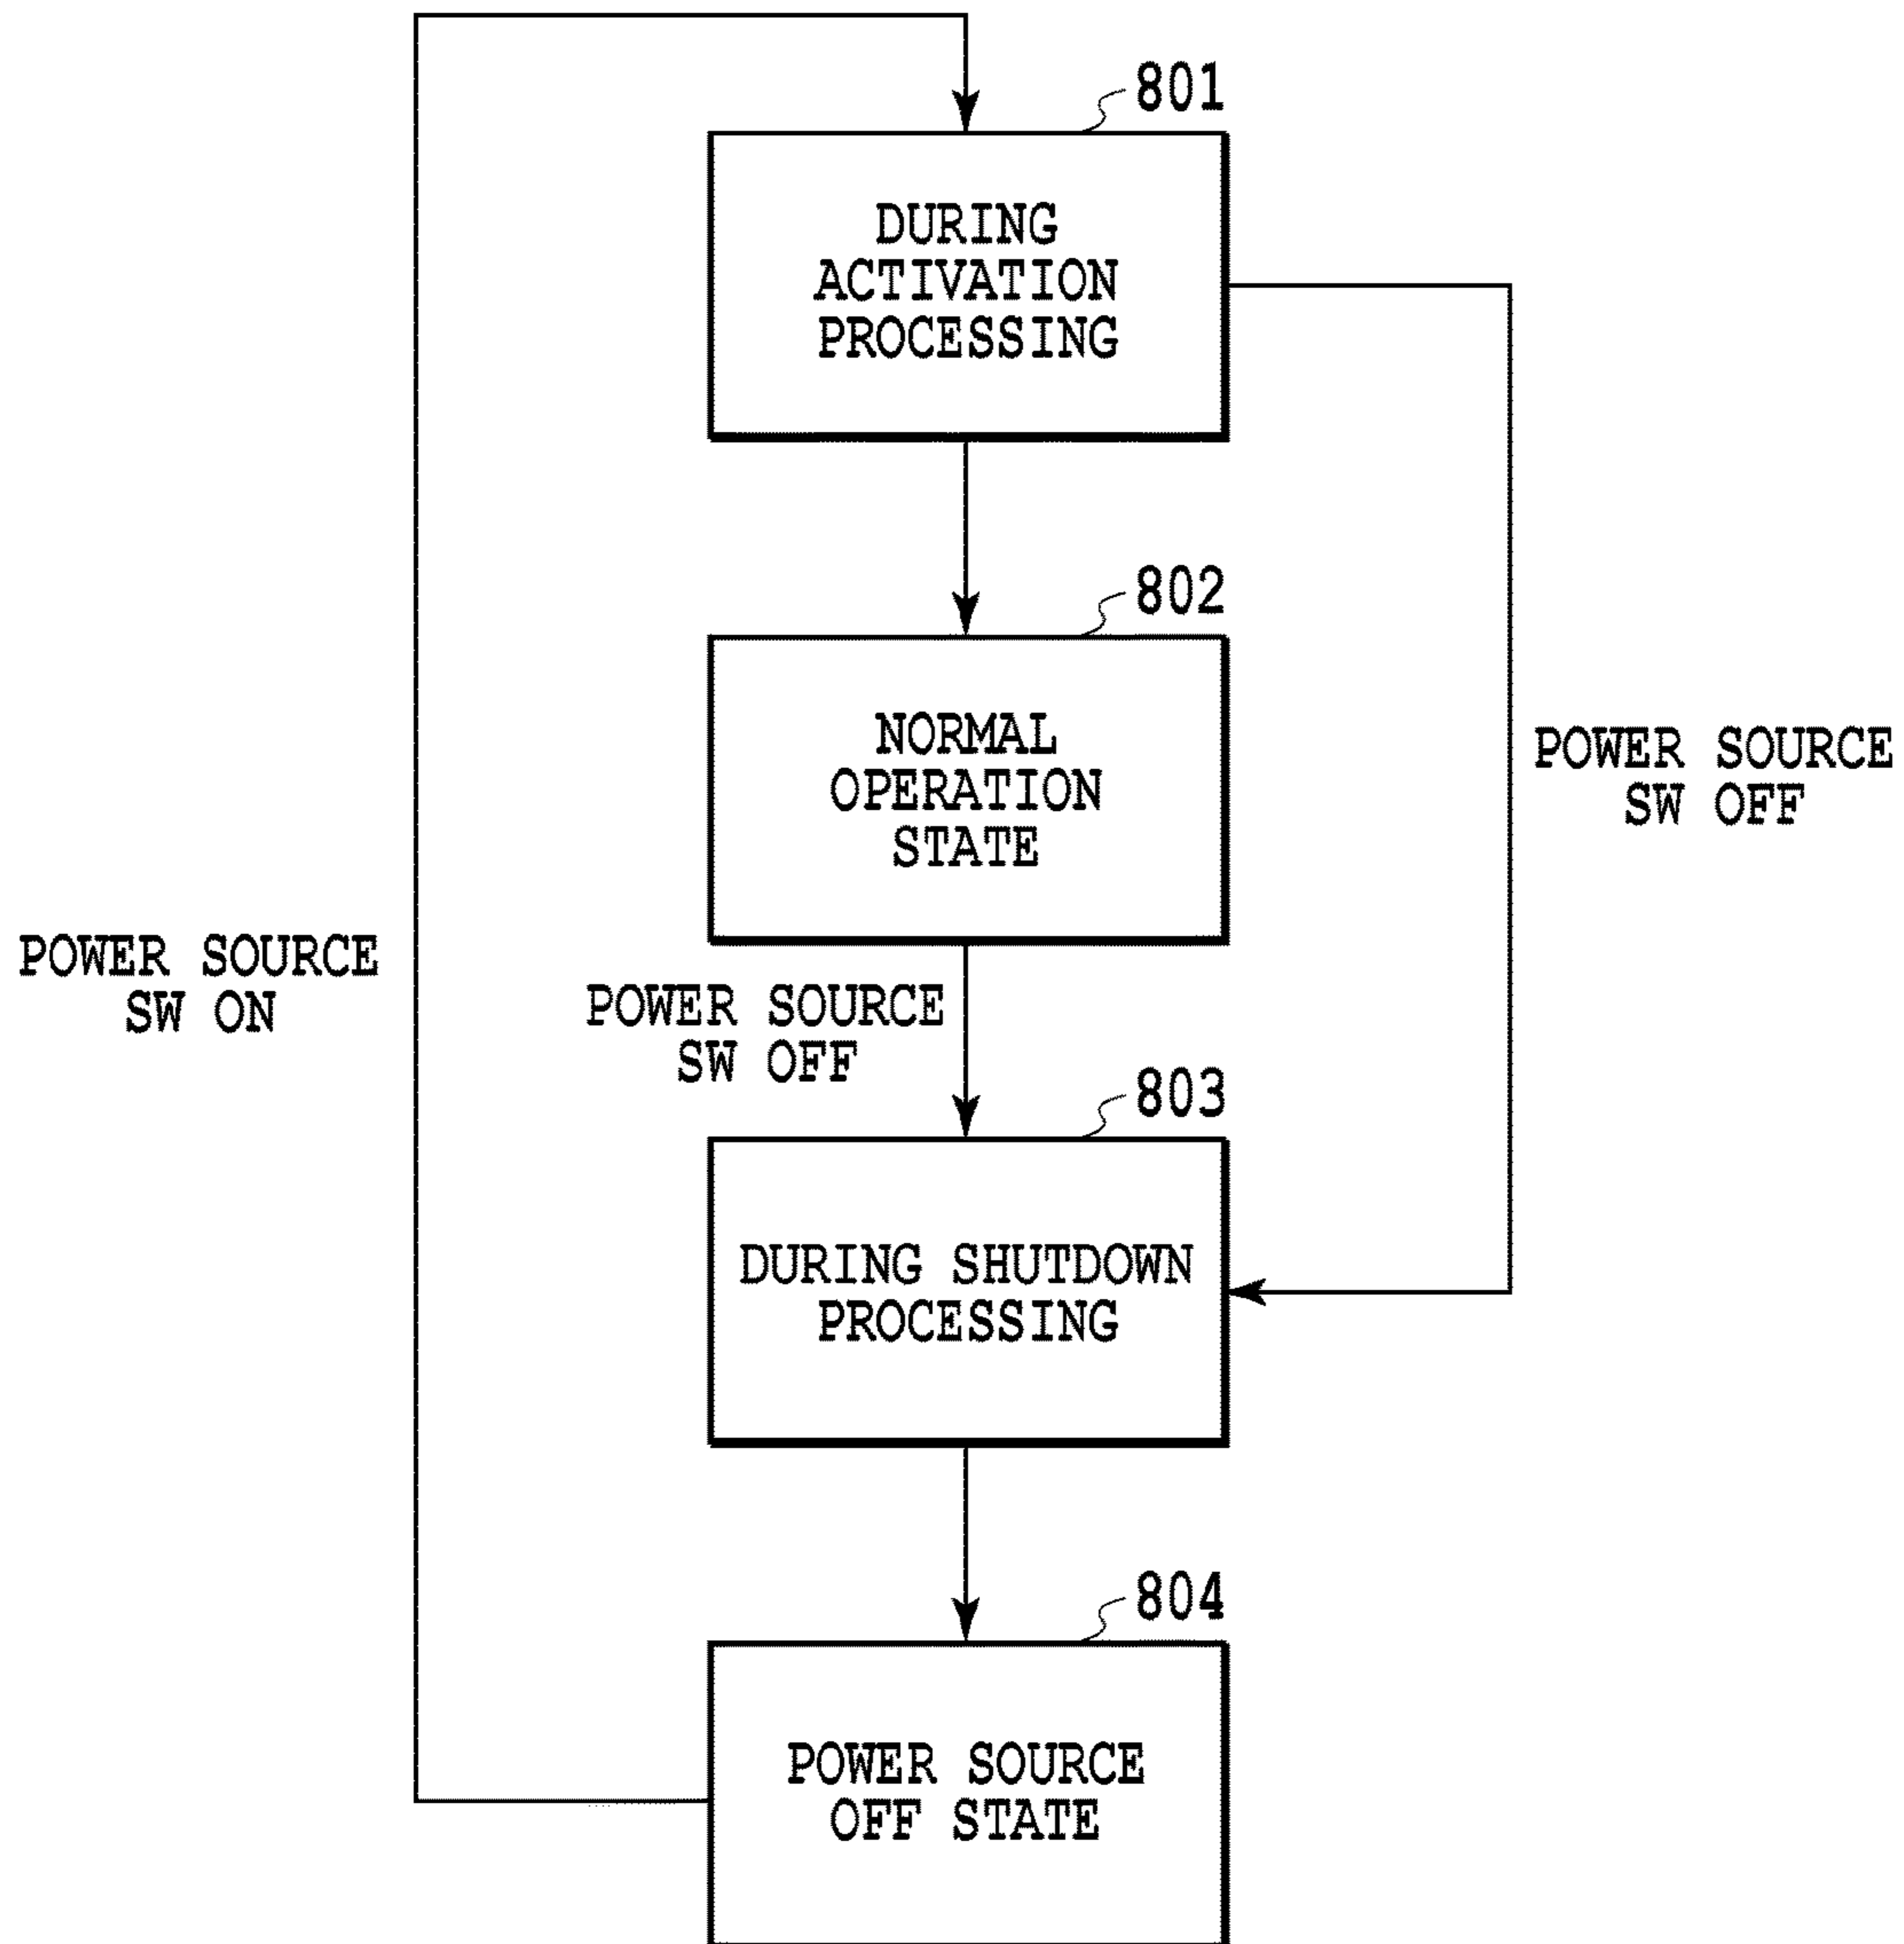 801
DURING
ACTIVATION
PROCESSING
802
NORMAL
OPERATION
STATE
POWER SOURCE
SW OFF
POWER SOURCE
SW ON
POWER SOURCE
SW OFF
803
DURING SHUTDOWN
PROCESSING
804
POWER SOURCE
OFF STATE